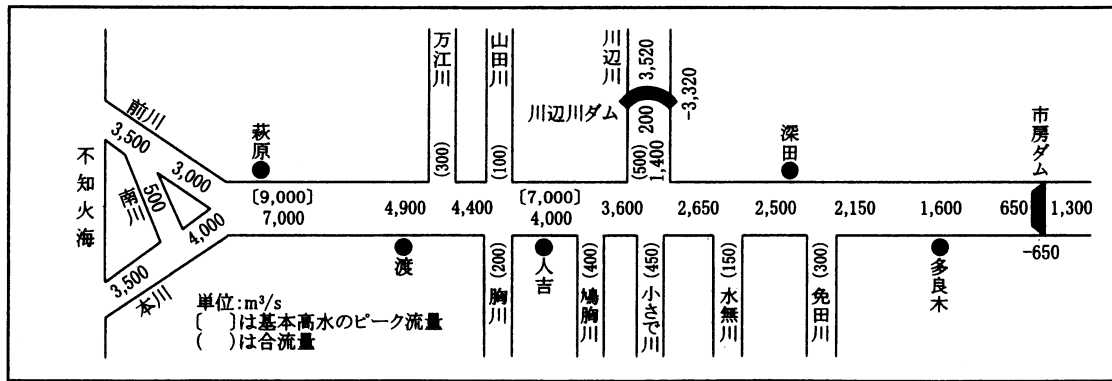 不知火海
前川
3,500
3,000
南川
500
4,000
3,500
本川
萩原
〔9,000〕
7,000
4,900
渡
万江川
(300)
4,400
山田川
(100)
(200)
胸川
〔7,000〕
4,000
人吉
(400)
鳩胸川
3,600
川辺川
3,520
-3,320
川辺川ダム
200
(500)
1,400
(450)
小さで川
2,650
(150)
水無川
深田
2,500
2,150
(300)
免田川
1,600
多良木
市房ダム
650
1,300
-650
単位:m³/s
〔 〕は基本高水のピーク流量
( )は合流量